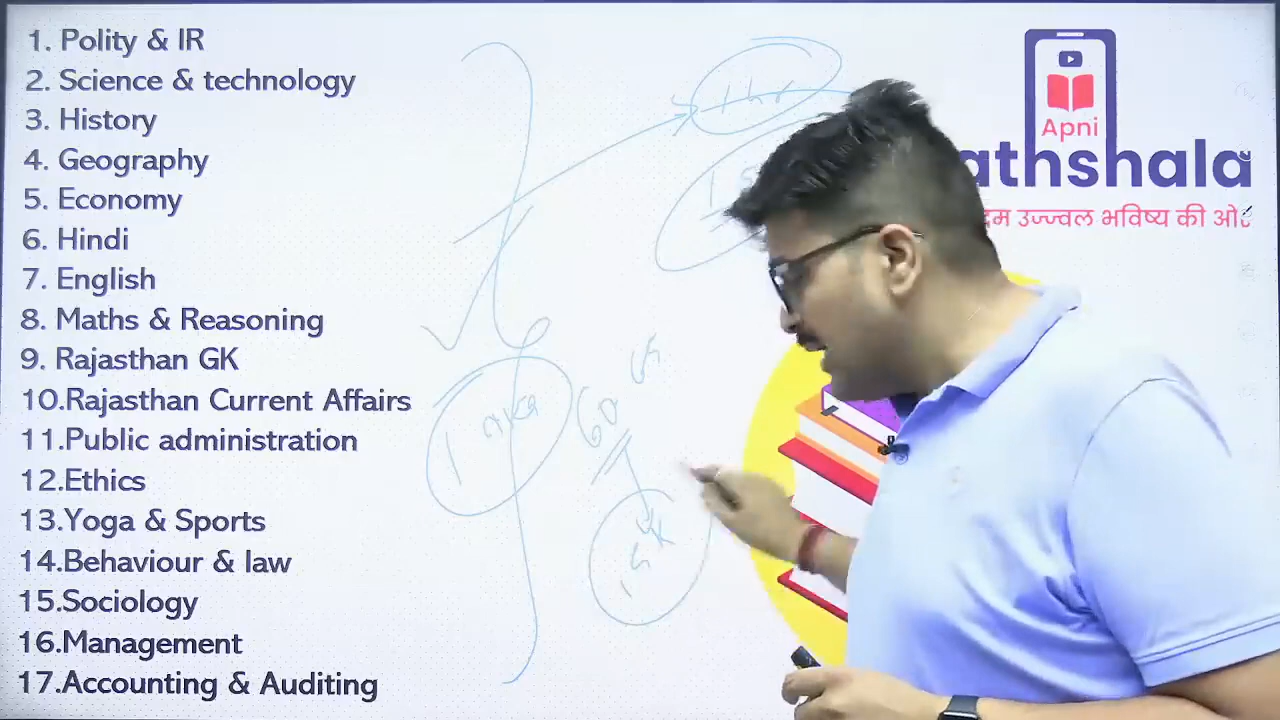 1. Polity & IR
2. Science & technology
3. History
4. Geography
5. Economy
6. Hindi
7. English
8. Maths & Reasoning
9. Rajasthan GK
10.Rajasthan Current Affairs
11.Public administration
12.Ethics
13.Yoga & Sports
14.Behaviour & law
15.Sociology
16.Management
17.Accounting & Auditing
Apni
athshala
उज्ज्वल भविष्य की ओर
60